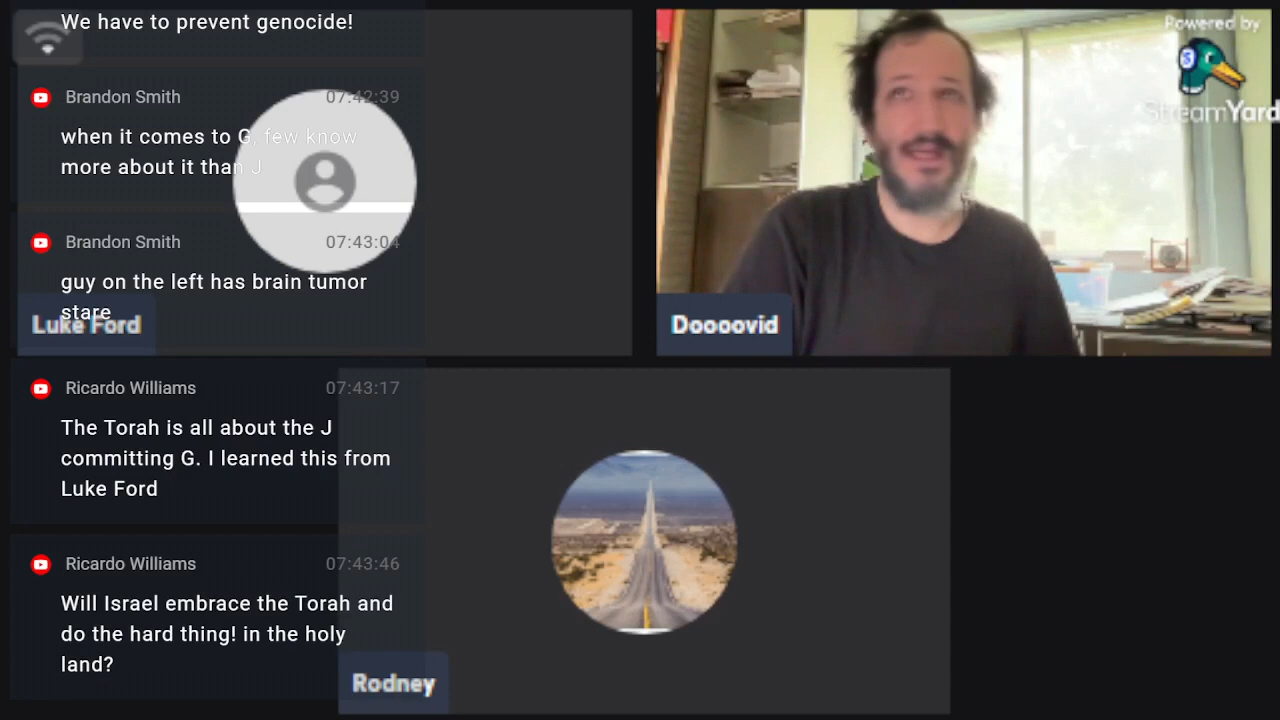 We have to prevent genocide!
Brandon Smith 07:42:39
when it comes to G, few know
more about it than J
Brandon Smith 07:43:04
guy on the left has brain tumor
stare
Luke Ford
Ricardo Williams 07:43:17
The Torah is all about the J
committing G. I learned this from
Luke Ford
Ricardo Williams 07:43:46
Will Israel embrace the Torah and
do the hard thing! in the holy
land?
Powered by
StreamYard
Doooovid
Rodney